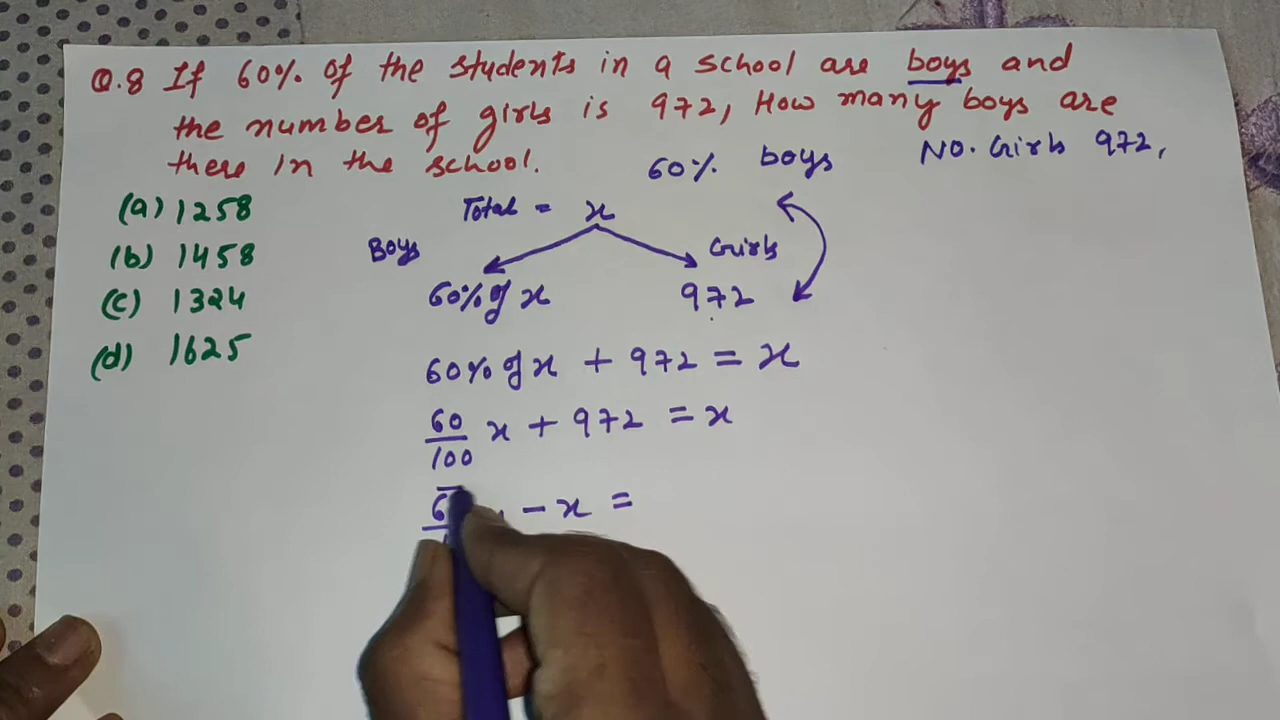 Q.8 If 60% of the students in a school are boys and
the number of girls is 972, How many boys are
there in the school.
60% boys
No. Girls 972,
(a) 1258
(b) 1458
(c) 1324
(d) 1625
Total = x
Boys
Girls
60% of x
972
60% of x + 972 = x
60/100 x + 972 = x
- x =